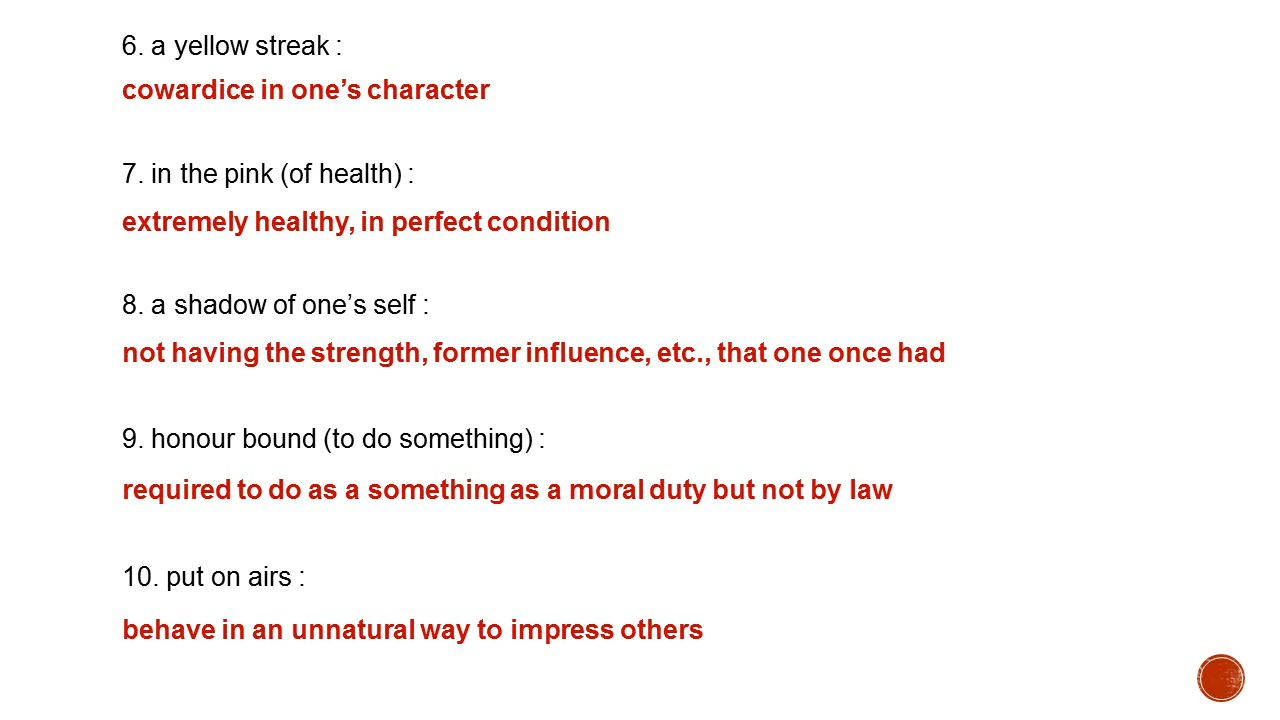 6. a yellow streak :
cowardice in one’s character
7. in the pink (of health) :
extremely healthy, in perfect condition
8. a shadow of one’s self :
not having the strength, former influence, etc., that one once had
9. honour bound (to do something) :
required to do as a something as a moral duty but not by law
10. put on airs :
behave in an unnatural way to impress others